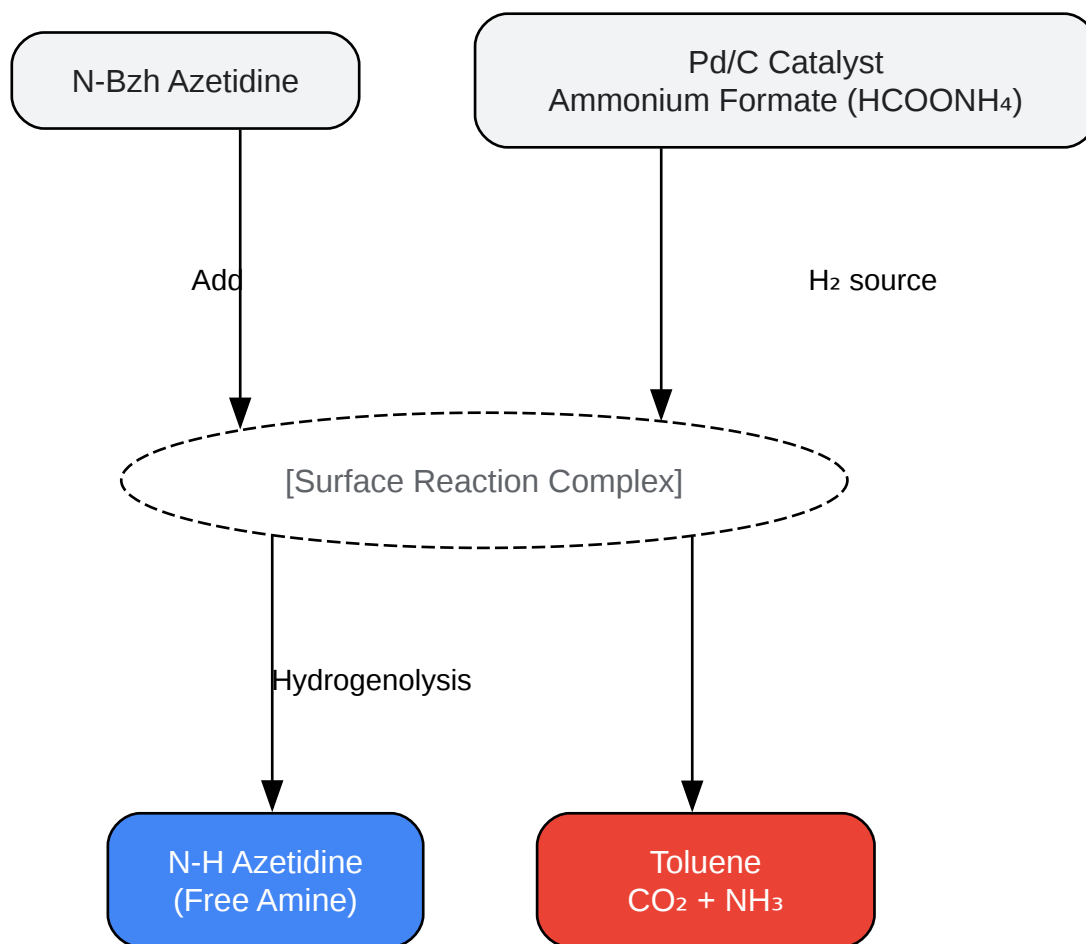 N-Bzh Azetidine
Pd/C Catalyst
Ammonium Formate (HCOONH₄)
Add
H₂ source
[Surface Reaction Complex]
Hydrogenolysis
N-H Azetidine
(Free Amine)
Toluene
CO₂ + NH₃